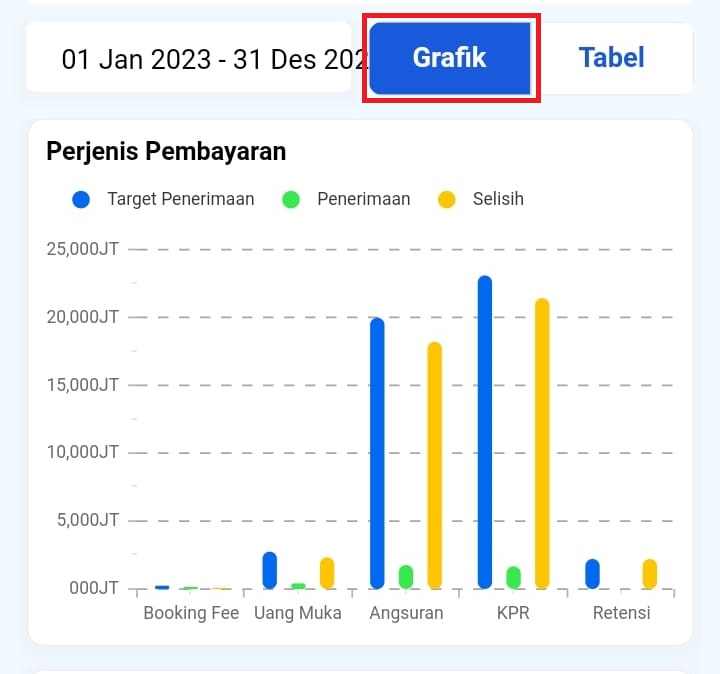 01 Jan 2023 - 31 Des 202
Grafik
Tabel
Perjenis Pembayaran
Target Penerimaan
Penerimaan
Selisih
25,000JT
20,000JT
15,000JT
10,000JT
5,000JT
000JT
Booking Fee
Uang Muka
Angsuran
KPR
Retensi